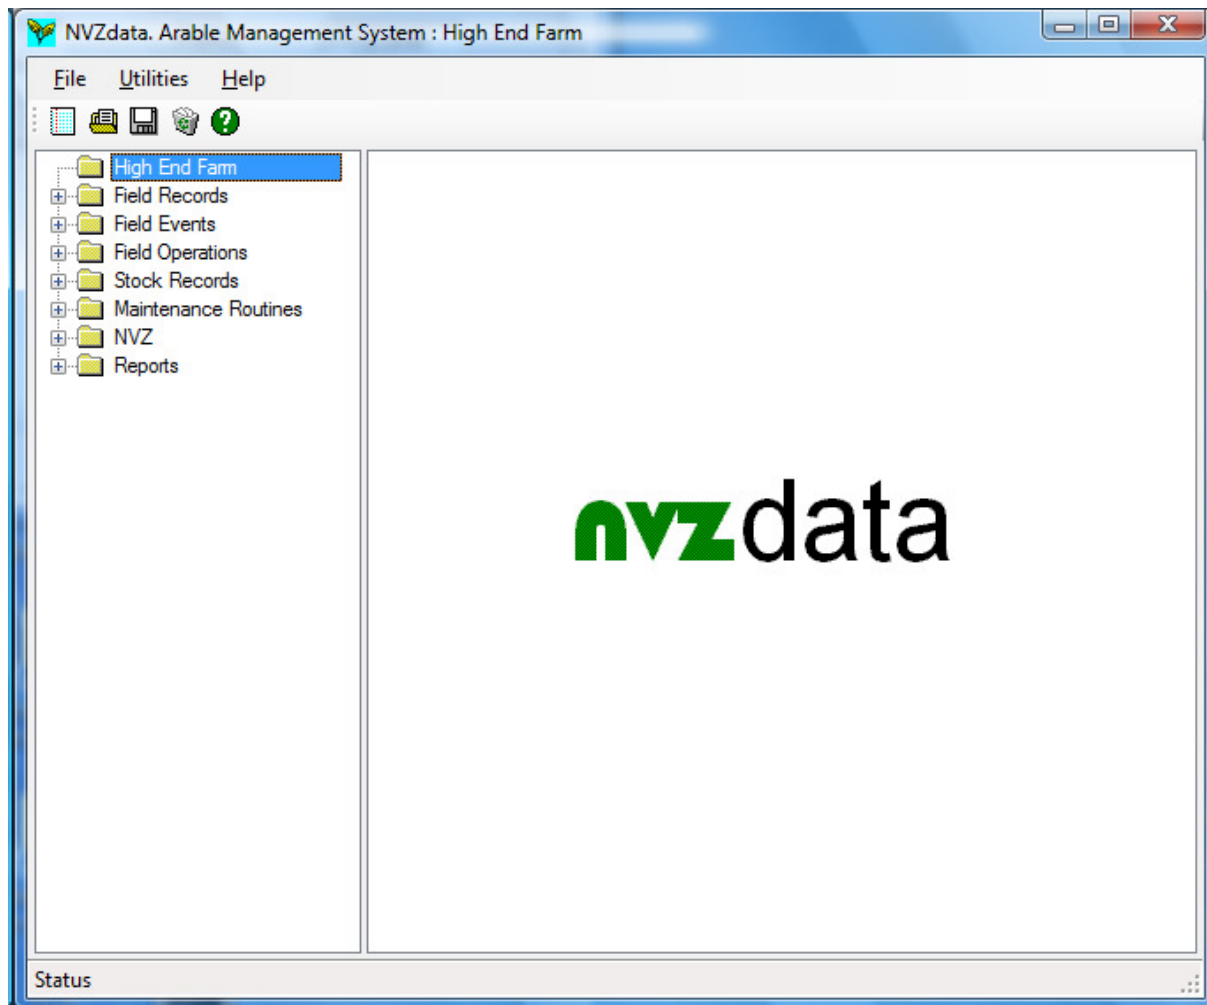 NVZdata. Arable Management System : High End Farm
File Utilities Help
High End Farm
Field Records
Field Events
Field Operations
Stock Records
Maintenance Routines
NVZ
Reports
nvzdata
Status